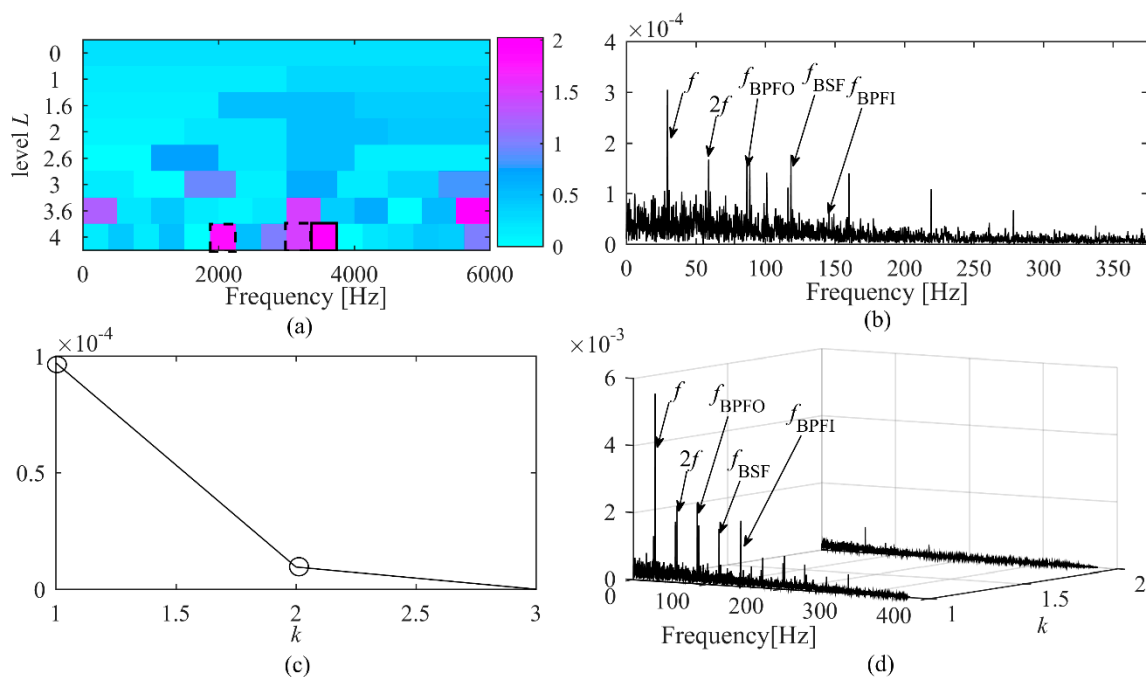 0
1
1.6
2
2.6
3
3.6
4
level L
0 2000 4000 6000
Frequency [Hz]
2
1.5
1
0.5
0
(a)
×10⁻⁴
4
3
2
1
0
f
2f
f_BPFO
f_BSF
f_BPFI
0 50 100 150 200 250 300 350
Frequency [Hz]
(b)
×10⁻⁴
1
0.5
0
1 1.5 2 2.5 3
k
(c)
×10⁻³
6
4
2
0
f
f_BPFO
f_BPFI
2f
f_BSF
100 200 300 400
Frequency[Hz]
1 1.5 2
k
(d)